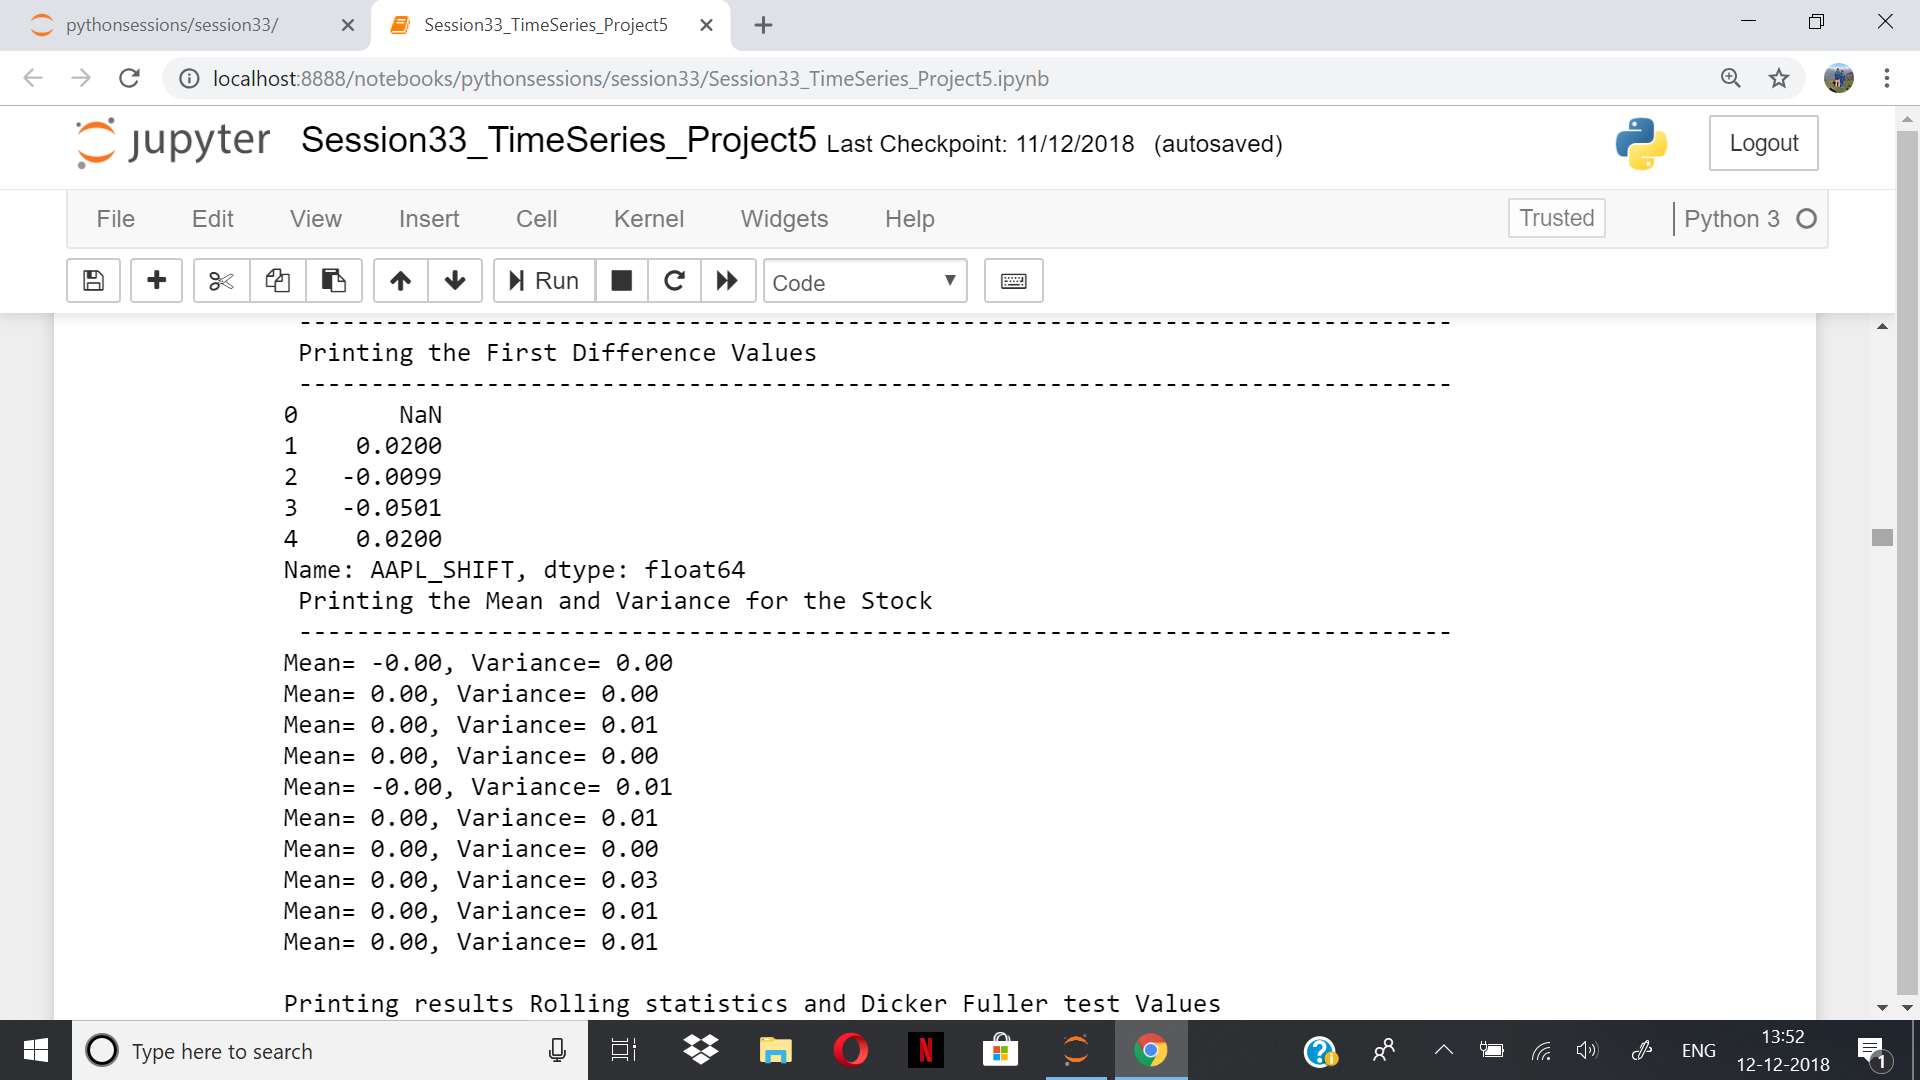 pythonsessions/session33/
Session33_TimeSeries_Project5
localhost:8888/notebooks/pythonsessions/session33/Session33_TimeSeries_Project5.ipynb
jupyter Session33_TimeSeries_Project5 Last Checkpoint: 11/12/2018 (autosaved)
Logout
File Edit View Insert Cell Kernel Widgets Help Trusted Python 3
Run Code
--------------------------------------------------------------------------------
Printing the First Difference Values
--------------------------------------------------------------------------------
0 NaN
1 0.0200
2 -0.0099
3 -0.0501
4 0.0200
Name: AAPL_SHIFT, dtype: float64
Printing the Mean and Variance for the Stock
--------------------------------------------------------------------------------
Mean= -0.00, Variance= 0.00
Mean= 0.00, Variance= 0.00
Mean= 0.00, Variance= 0.01
Mean= 0.00, Variance= 0.00
Mean= -0.00, Variance= 0.01
Mean= 0.00, Variance= 0.01
Mean= 0.00, Variance= 0.00
Mean= 0.00, Variance= 0.03
Mean= 0.00, Variance= 0.01
Mean= 0.00, Variance= 0.01
Printing results Rolling statistics and Dicker Fuller test Values
Type here to search
N
ENG
13:52
12-12-2018
1